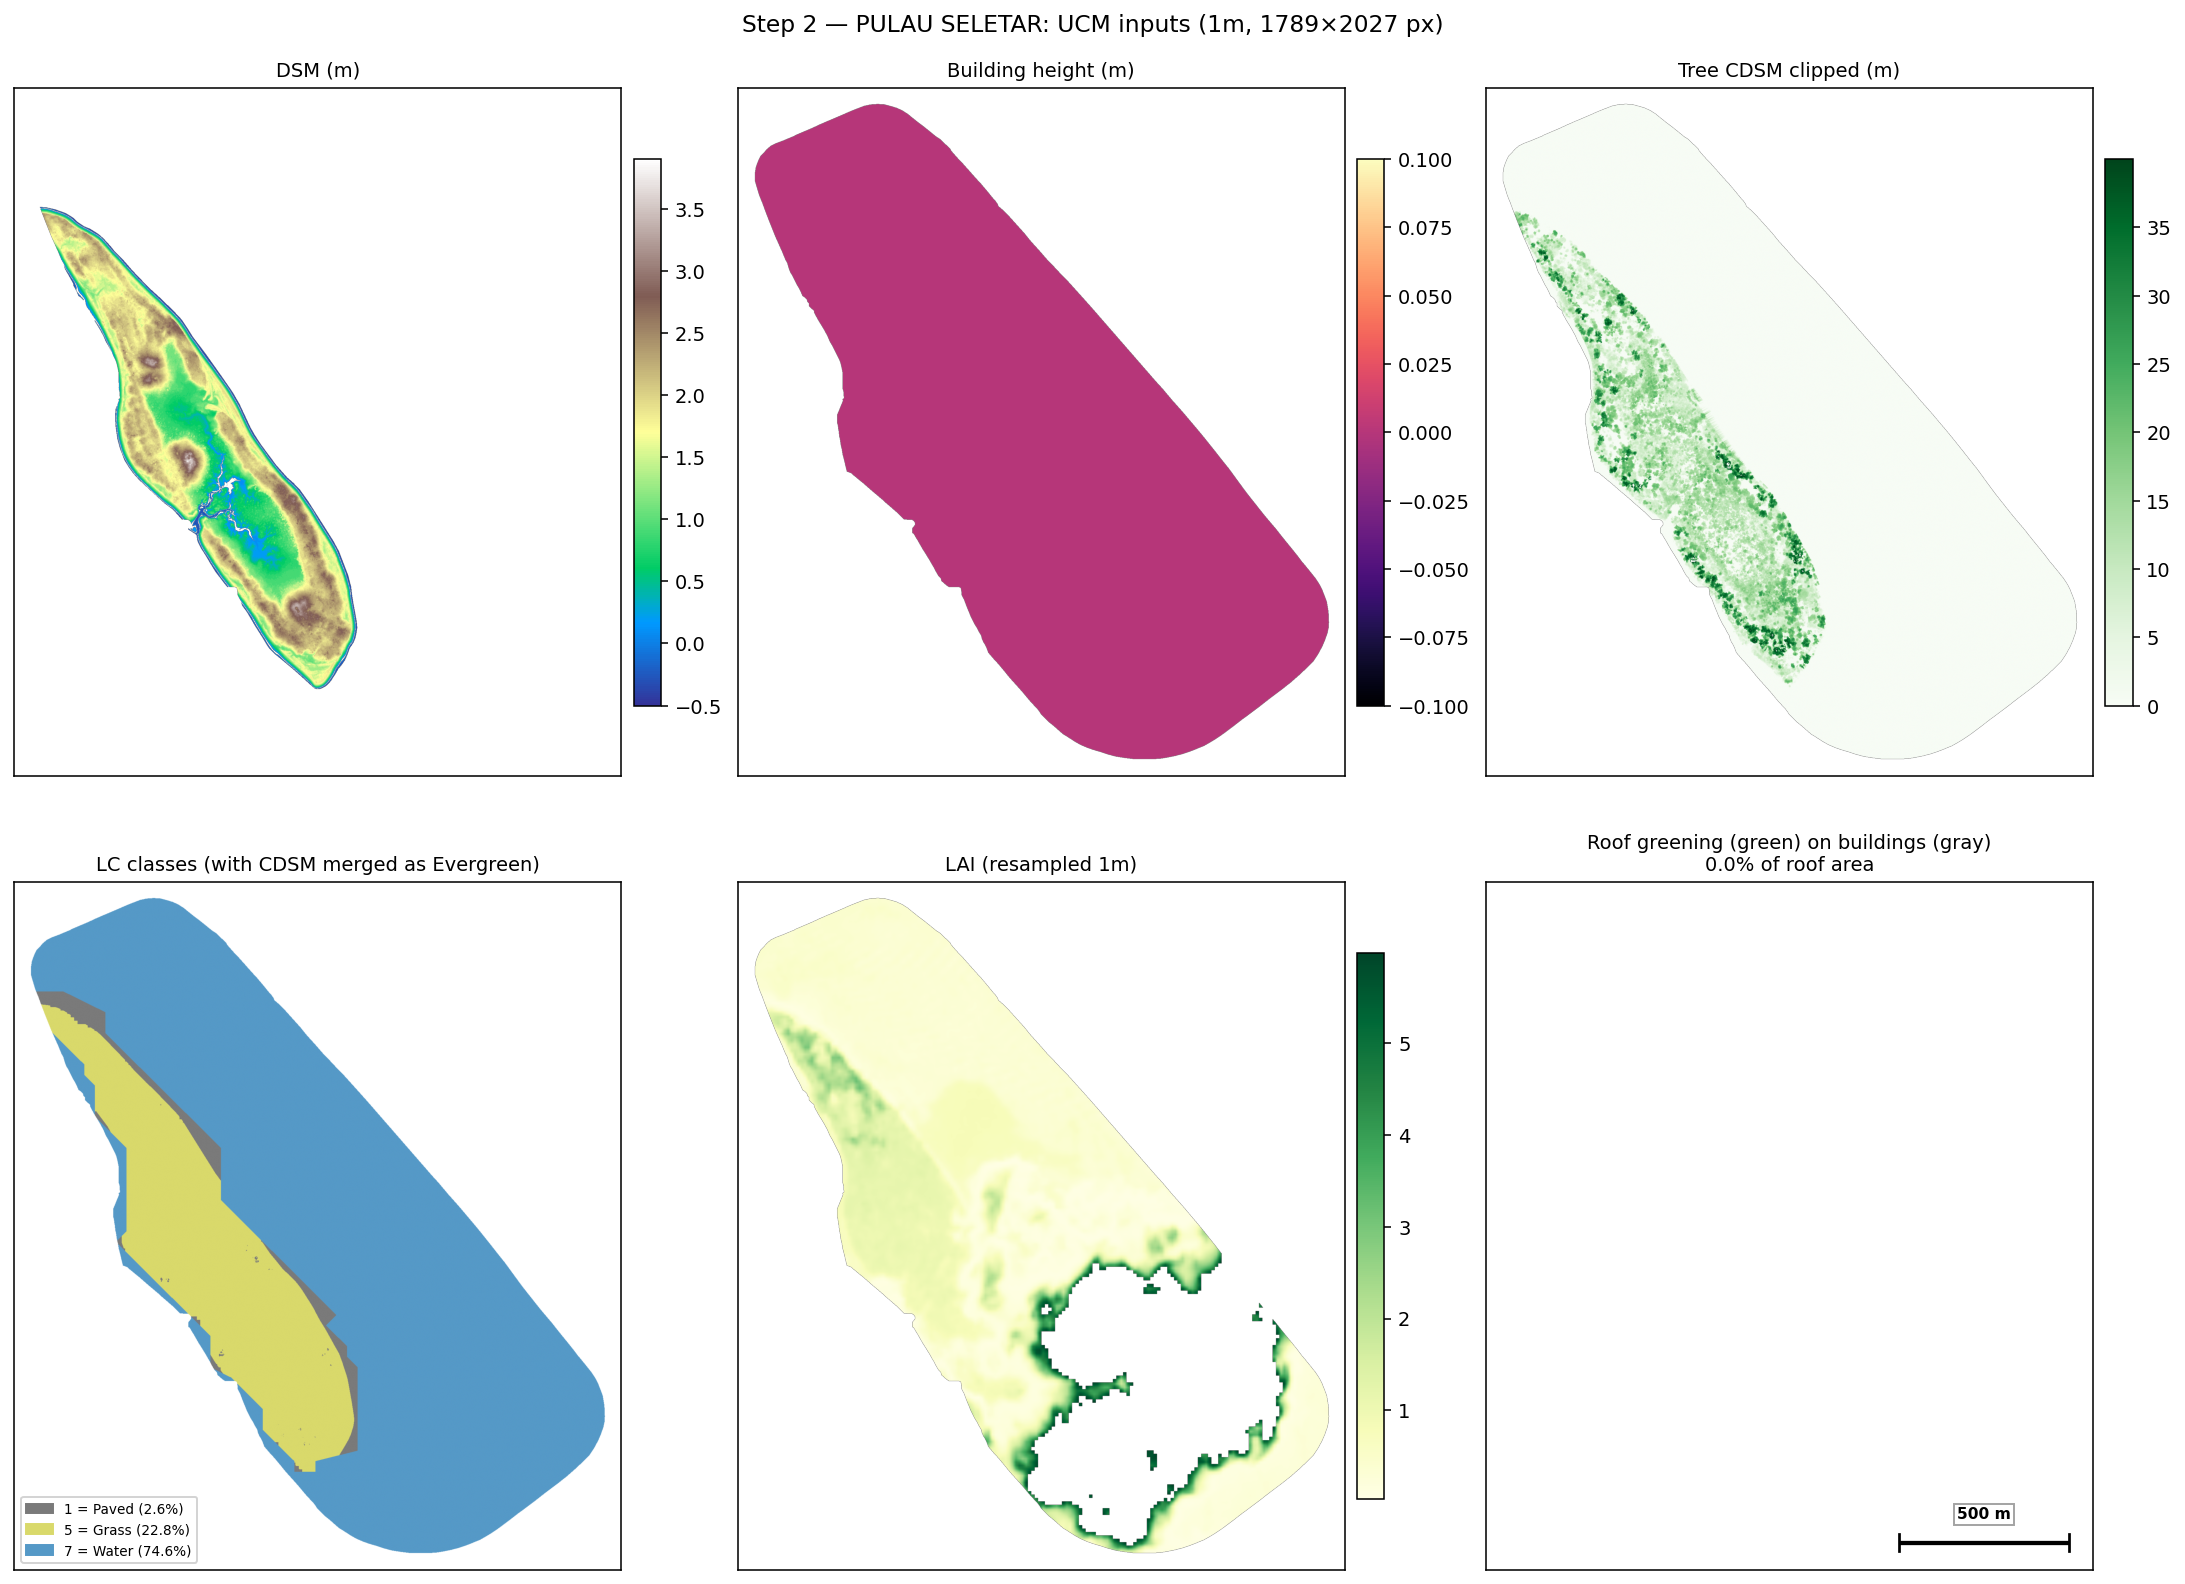 Step 2 — PULAU SELETAR: UCM inputs (1m, 1789×2027 px)
DSM (m)
3.5
3.0
2.5
2.0
1.5
1.0
0.5
0.0
−0.5
Building height (m)
0.100
0.075
0.050
0.025
0.000
−0.025
−0.050
−0.075
−0.100
Tree CDSM clipped (m)
35
30
25
20
15
10
5
0
LC classes (with CDSM merged as Evergreen)
1 = Paved (2.6%)
5 = Grass (22.8%)
7 = Water (74.6%)
LAI (resampled 1m)
5
4
3
2
1
Roof greening (green) on buildings (gray)
0.0% of roof area
500 m